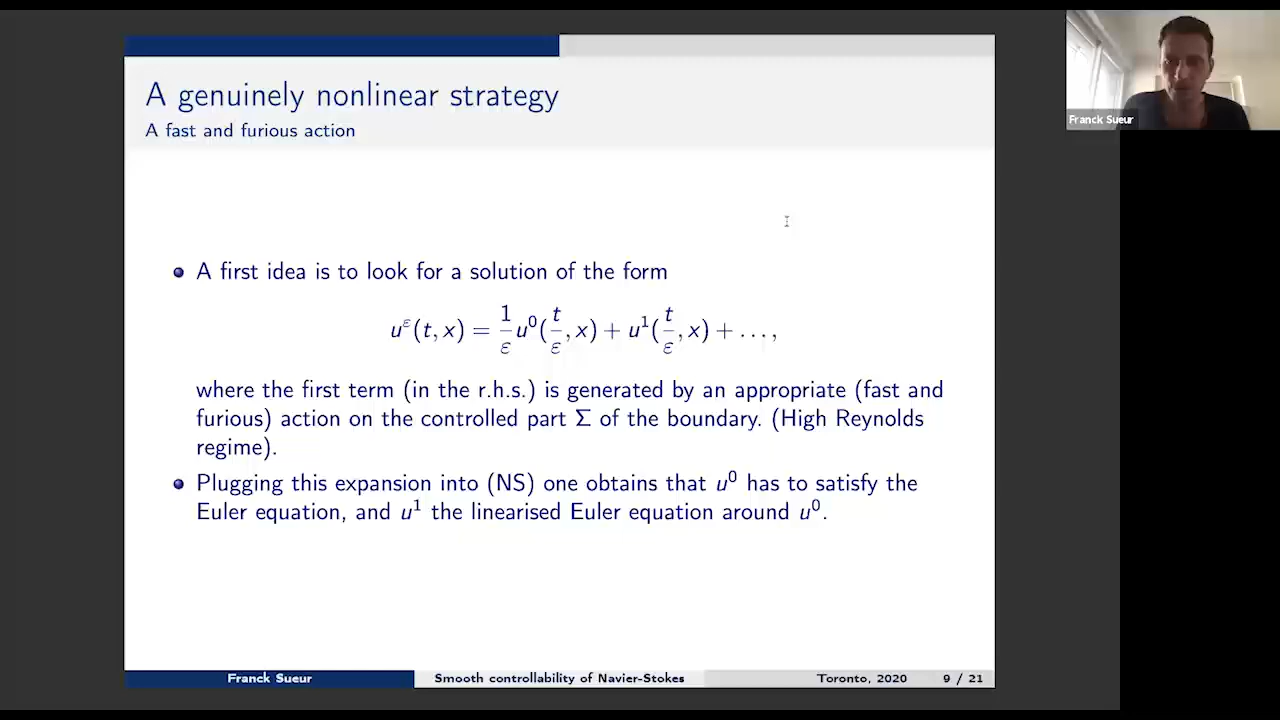 A genuinely nonlinear strategy
A fast and furious action
Franck Sueur
A first idea is to look for a solution of the form
u^ε(t, x) = 1/ε u^0(t/ε, x) + u^1(t/ε, x) + . . . ,
where the first term (in the r.h.s.) is generated by an appropriate (fast and
furious) action on the controlled part Σ of the boundary. (High Reynolds
regime).
Plugging this expansion into (NS) one obtains that u^0 has to satisfy the
Euler equation, and u^1 the linearised Euler equation around u^0.
Franck Sueur Smooth controllability of Navier-Stokes Toronto, 2020 9 / 21